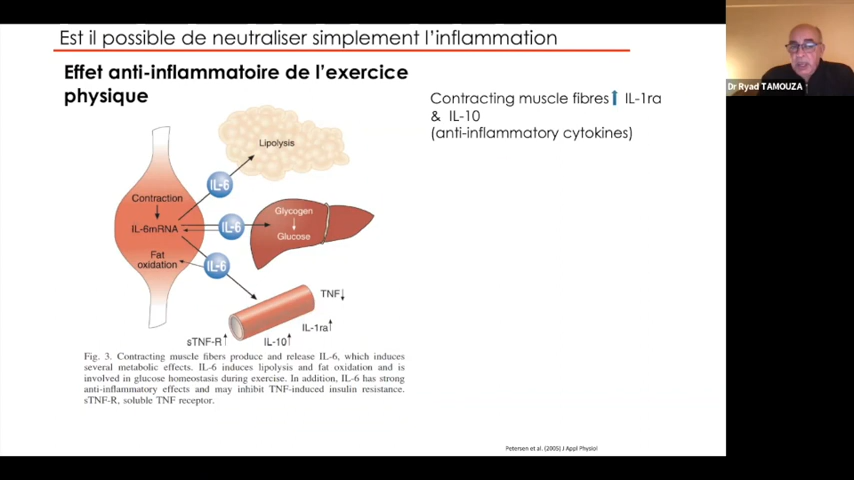 Est il possible de neutraliser simplement l'inflammation
Effet anti-inflammatoire de l'exercice
physique
Contracting muscle fibres IL-1ra
& IL-10
(anti-inflammatory cytokines)
Dr Ryad TAMOUZA
Lipolysis
IL-6
Contraction
IL-6mRNA
IL-6
Glycogen
Glucose
Fat
oxidation
IL-6
TNF
IL-1ra
sTNF-R
IL-10
Fig. 3. Contracting muscle fibers produce and release IL-6, which induces
several metabolic effects. IL-6 induces lipolysis and fat oxidation and is
involved in glucose homeostasis during exercise. In addition, IL-6 has strong
anti-inflammatory effects and may inhibit TNF-induced insulin resistance.
sTNF-R, soluble TNF receptor.
Petersen et al. (2005) J Appl Physiol